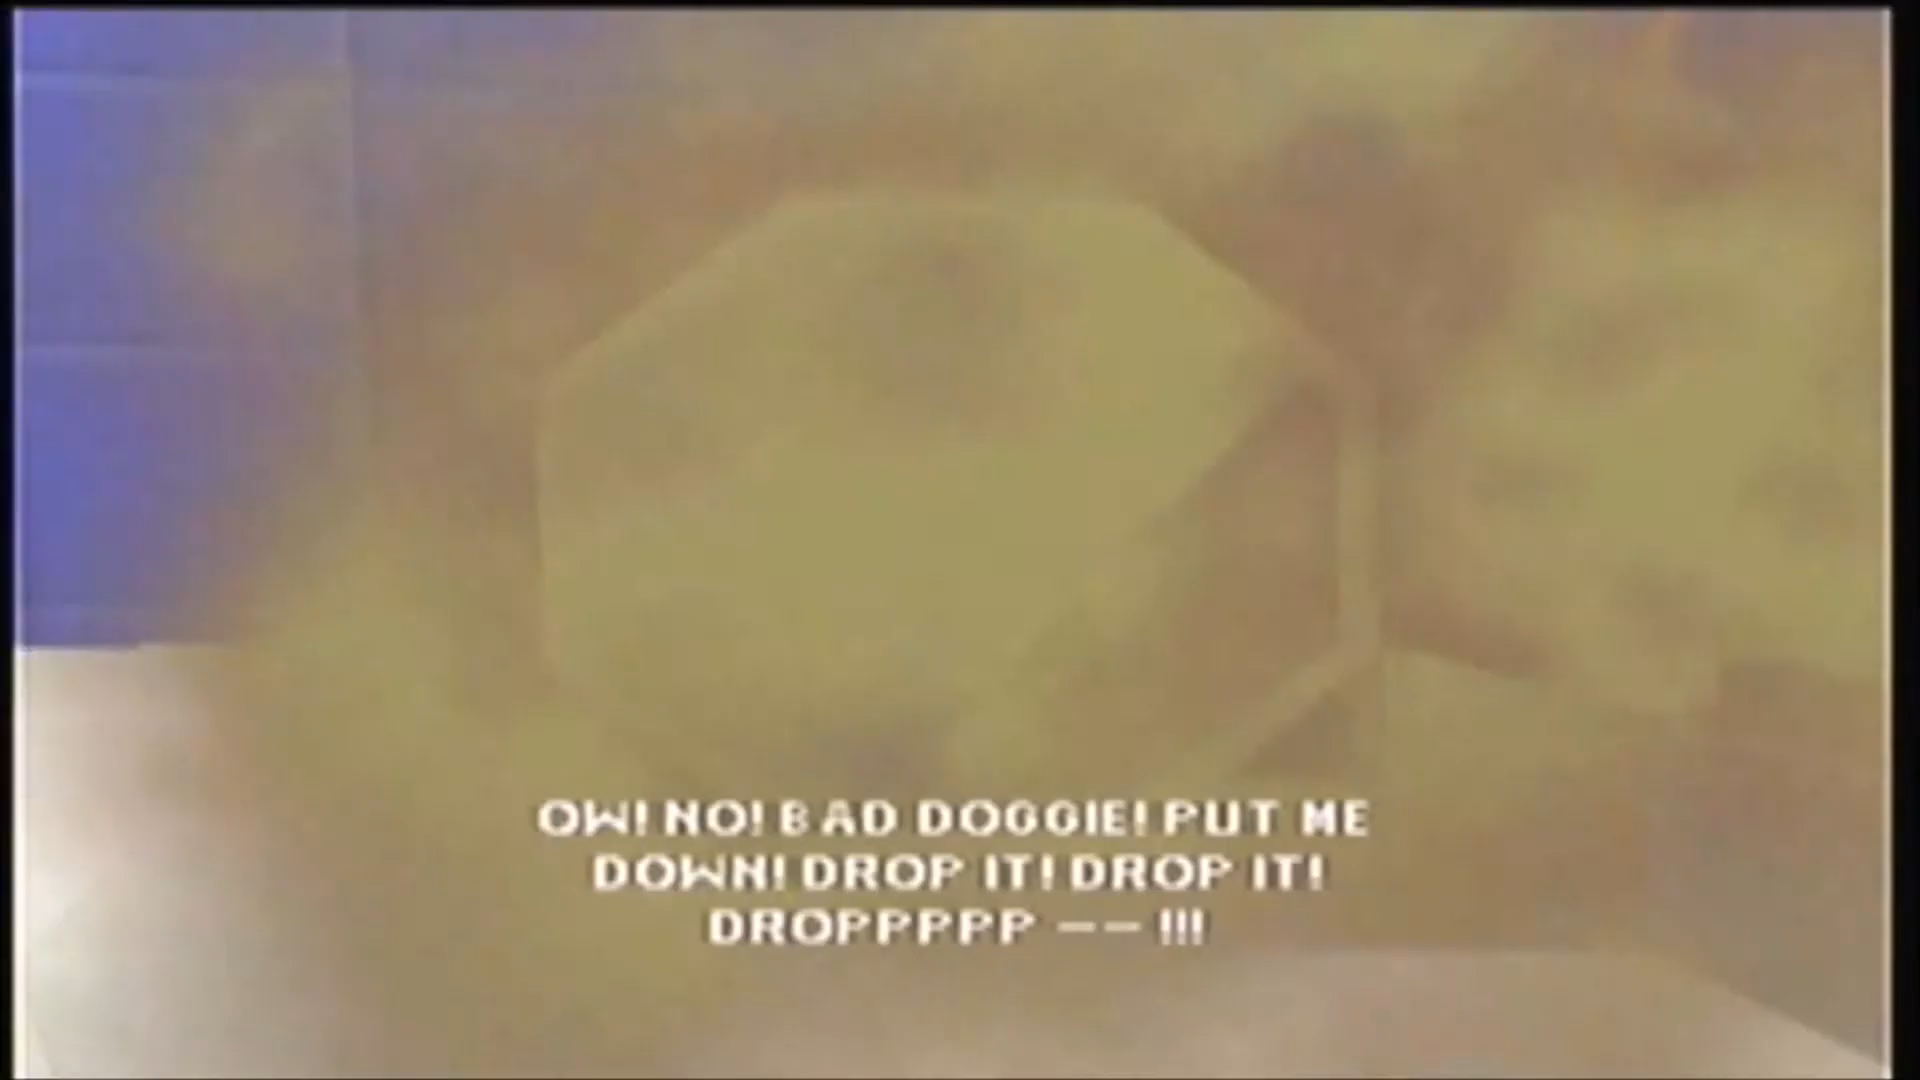 OW! NO! BAD DOGGIE! PUT ME
DOWN! DROP IT! DROP IT!
DROPPPPP -- !!!